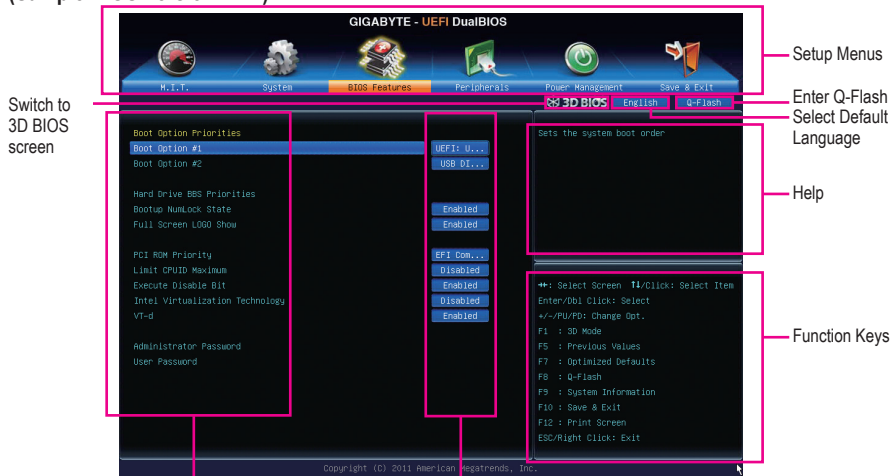 GIGABYTE - UEFI DualBIOS
Setup Menus
M.I.T.
System
BIOS Features
Peripherals
Power Management
Save & Exit
Switch to
3D BIOS
screen
3D BIOS
English
Q-Flash
Enter Q-Flash
Select Default
Language
Boot Option Priorities
Boot Option #1 UEFI: U...
Boot Option #2 USB DI...
Hard Drive BBS Priorities
Bootup NumLock State Enabled
Full Screen LOGO Show Enabled
PCI ROM Priority EFI Com...
Limit CPUID Maximum Disabled
Execute Disable Bit Enabled
Intel Virtualization Technology Disabled
VT-d Enabled
Administrator Password
User Password
Sets the system boot order
Help
→←: Select Screen ↑↓/Click: Select Item
Enter/Dbl Click: Select
+/-/PU/PD: Change Opt.
F1 : 3D Mode
F5 : Previous Values
F7 : Optimized Defaults
F8 : Q-Flash
F9 : System Information
F10 : Save & Exit
F12 : Print Screen
ESC/Right Click: Exit
Function Keys
Copyright (C) 2011 American Megatrends, Inc.